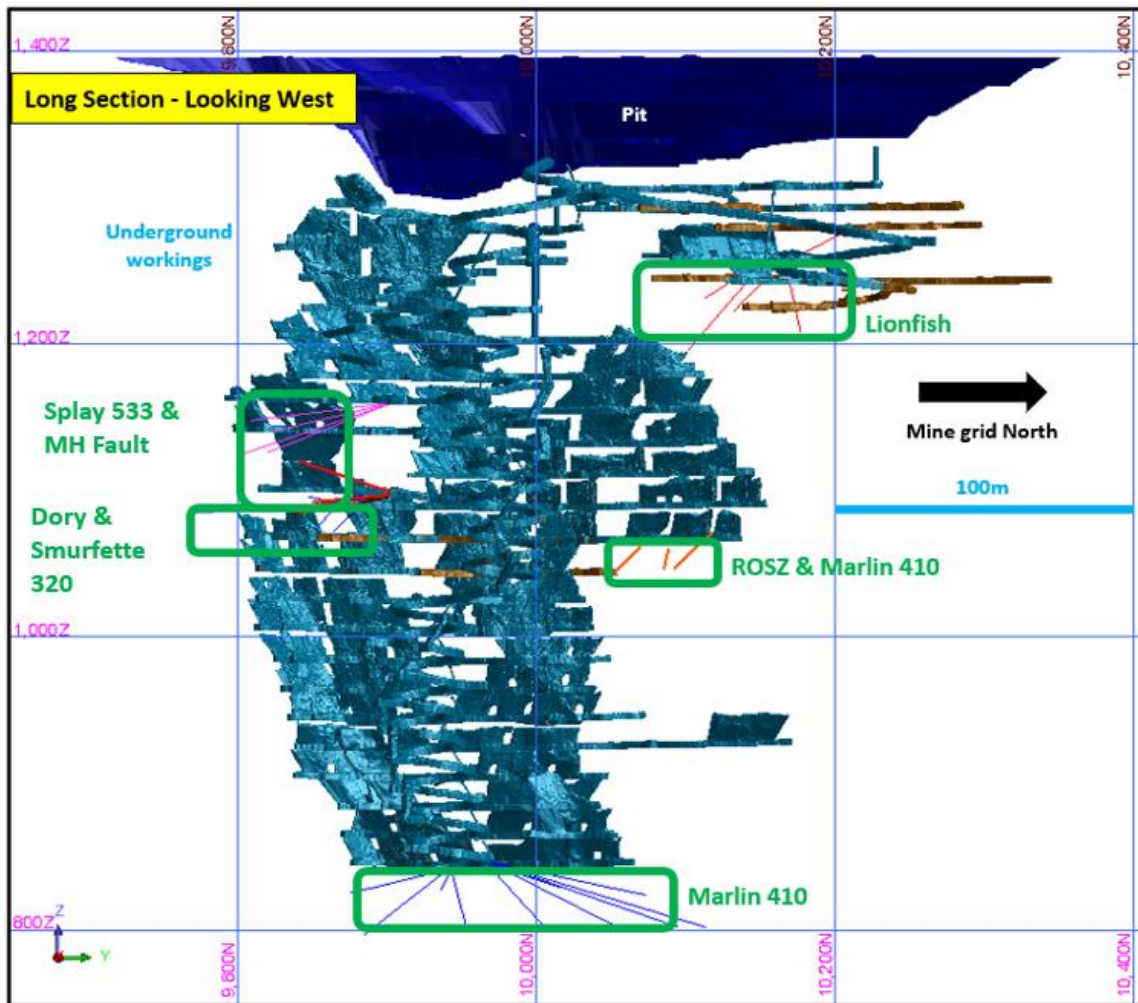 9,800N
10,000N
10,200N
10,400N
1,400Z
Long Section - Looking West
Pit
Underground
workings
Lionfish
1,200Z
Splay 533 &
MH Fault
Mine grid North
100m
Dory &
Smurfette
320
ROSZ & Marlin 410
1,000Z
Marlin 410
800Z
Z
Y
9,800N
10,000N
10,200N
10,400N